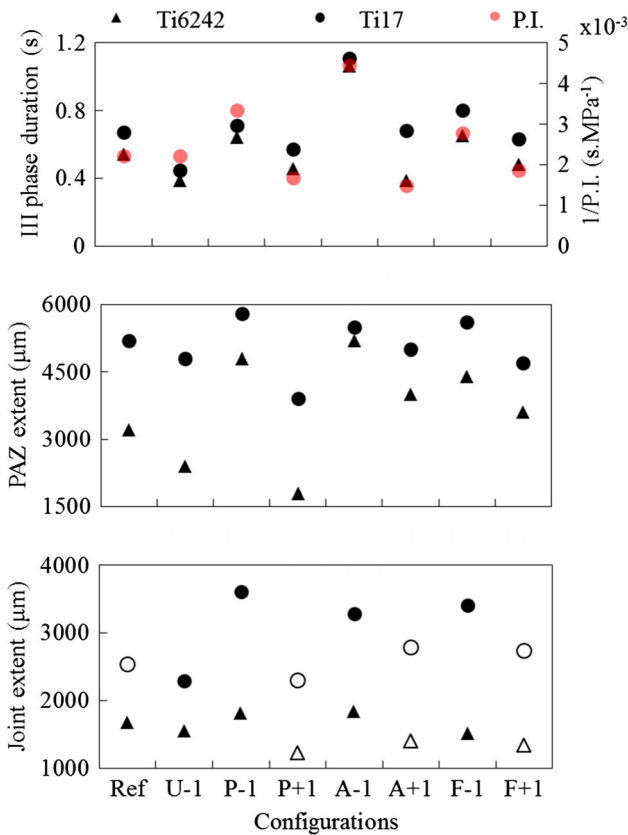 Ti6242 Ti17 P.I.
x10⁻³
III phase duration (s)
1.2
0.8
0.4
0
5
4
3
2
1
0
1/P.I. (s.MPa⁻¹)
PAZ extent (µm)
6000
4500
3000
1500
Joint extent (µm)
4000
3000
2000
1000
Ref U-1 P-1 P+1 A-1 A+1 F-1 F+1
Configurations